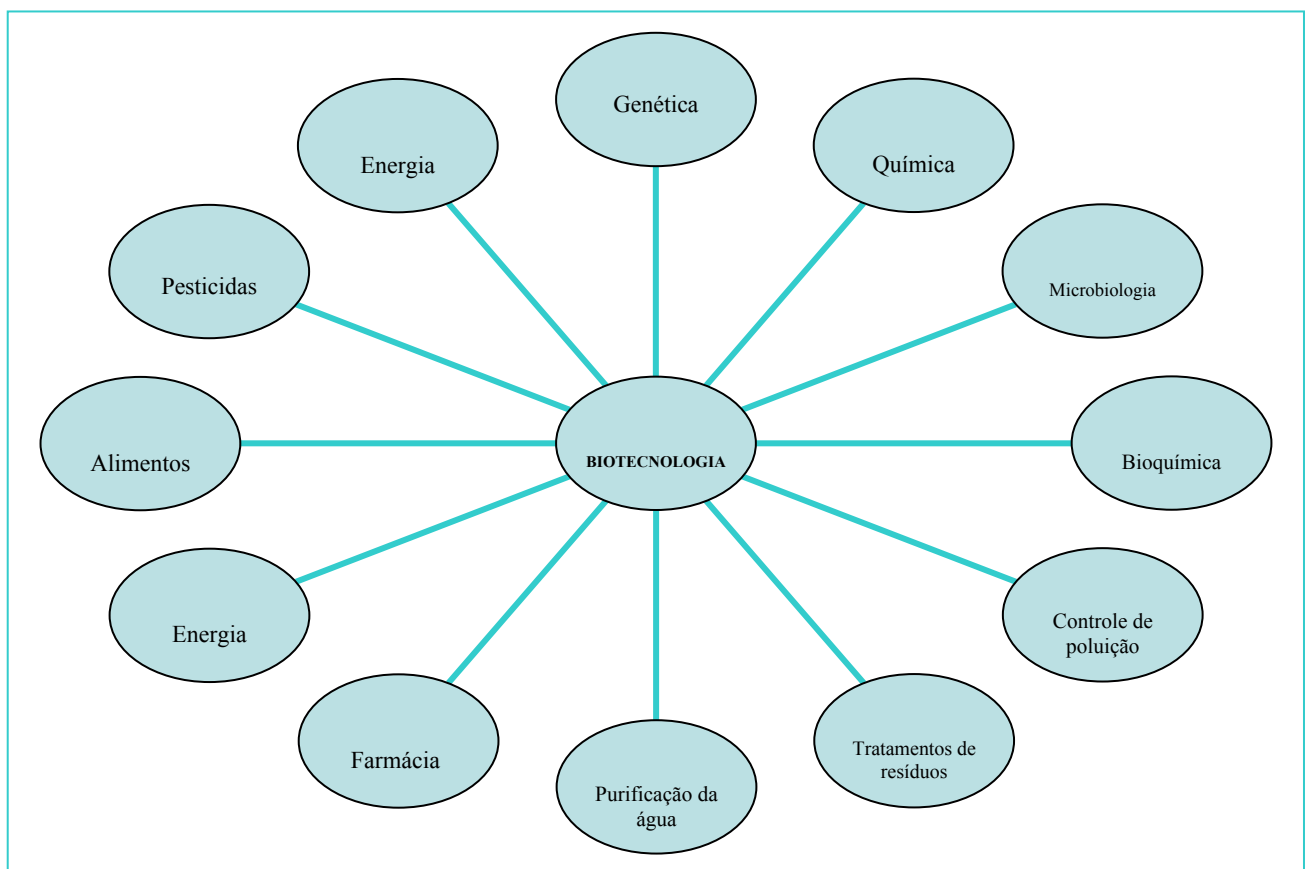 Genética
Energia
Química
Pesticidas
Microbiologia
Alimentos
BIOTECNOLOGIA
Bioquímica
Energia
Controle de
poluição
Farmácia
Tratamentos de
resíduos
Purificação da
água